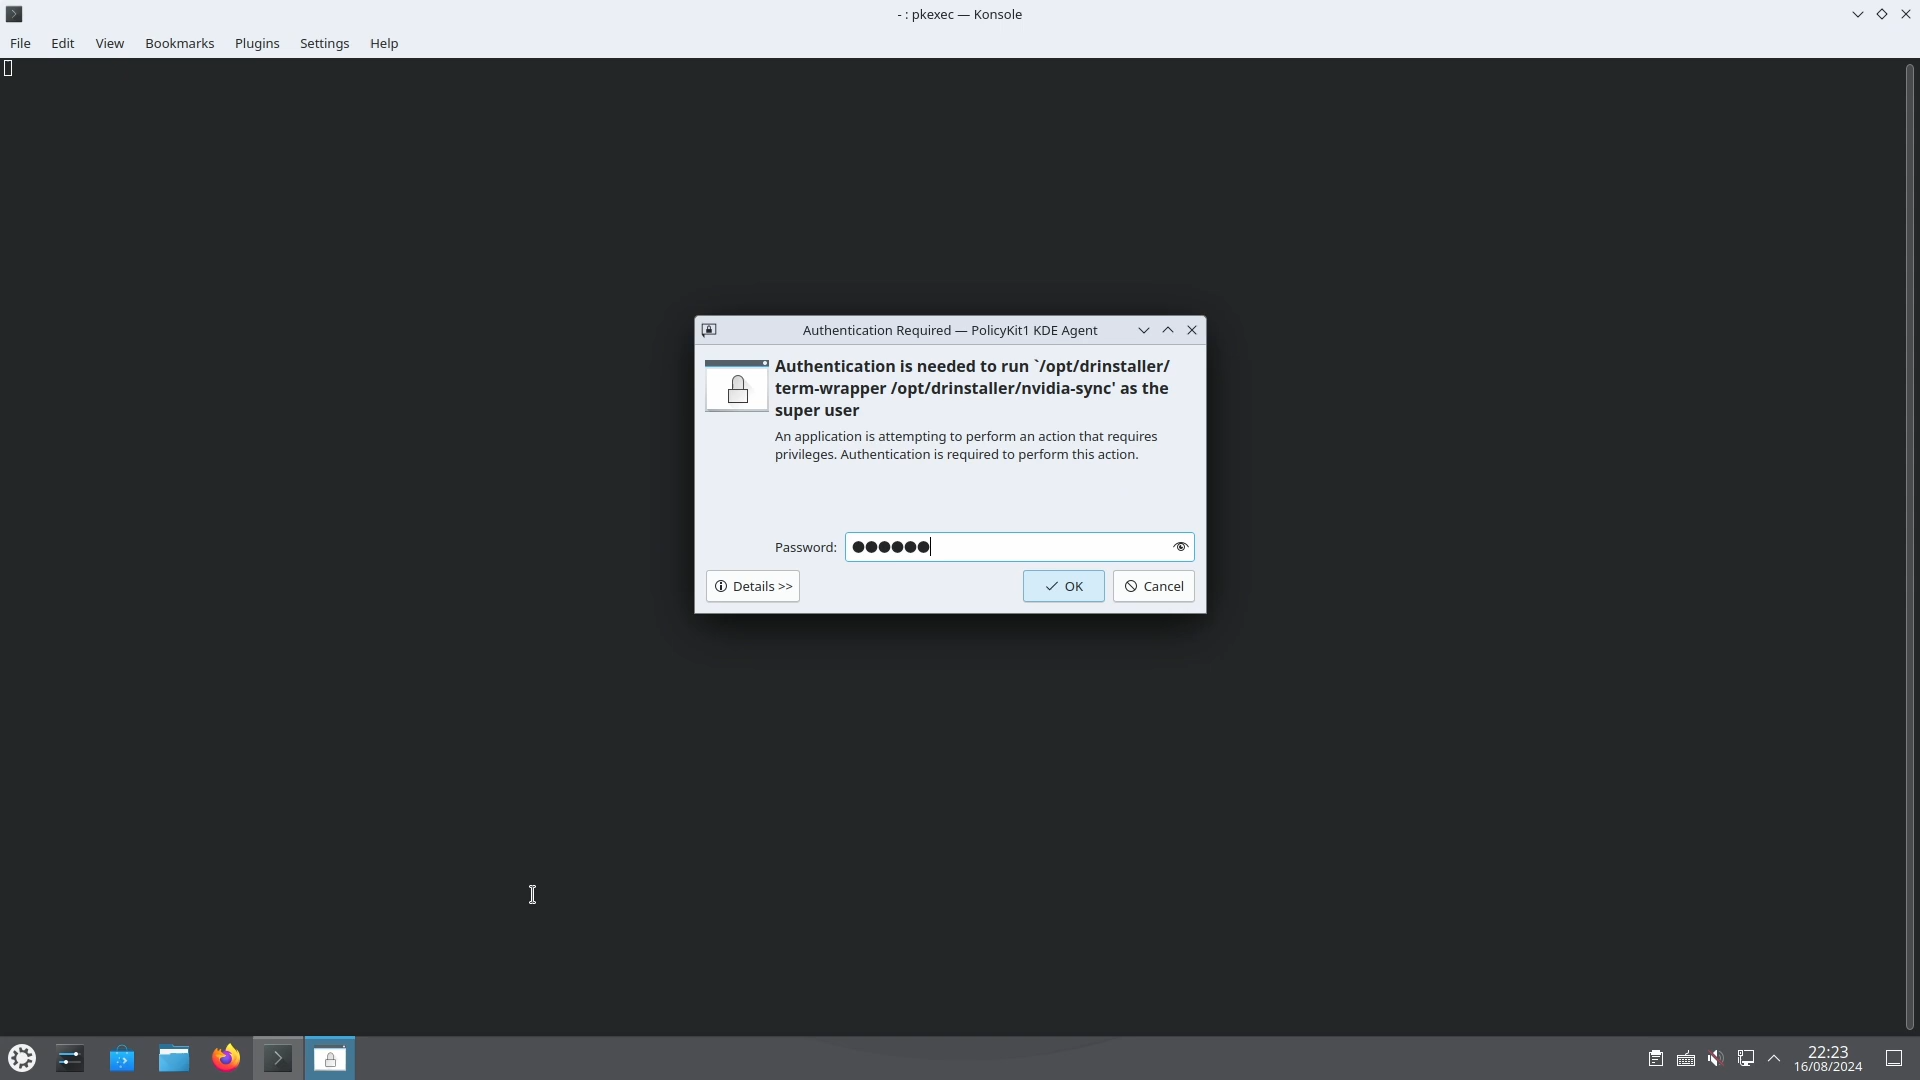 - : pkexec — Konsole
File Edit View Bookmarks Plugins Settings Help
Authentication Required — PolicyKit1 KDE Agent
Authentication is needed to run `/opt/drinstaller/
term-wrapper /opt/drinstaller/nvidia-sync' as the
super user
An application is attempting to perform an action that requires
privileges. Authentication is required to perform this action.
Password: ●●●●●●
Details >> OK Cancel
22:23
16/08/2024